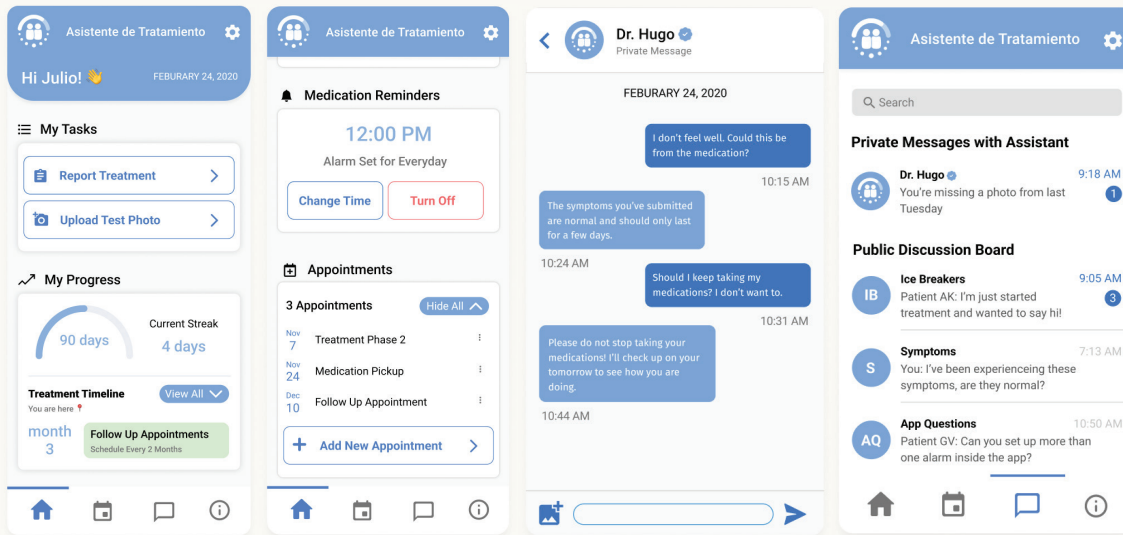 Asistente de Tratamiento
Hi Julio! 👋
FEBURARY 24, 2020
My Tasks
Report Treatment
Upload Test Photo
My Progress
90 days
Current Streak
4 days
Treatment Timeline
View All
You are here
month
3
Follow Up Appointments
Schedule Every 2 Months
Asistente de Tratamiento
Medication Reminders
12:00 PM
Alarm Set for Everyday
Change Time
Turn Off
Appointments
3 Appointments
Hide All
Nov
7
Treatment Phase 2
Nov
24
Medication Pickup
Dec
10
Follow Up Appointment
Add New Appointment
Dr. Hugo
Private Message
FEBURARY 24, 2020
I don't feel well. Could this be
from the medication?
10:15 AM
The symptoms you've submitted
are normal and should only last
for a few days.
10:24 AM
Should I keep taking my
medications? I don't want to.
10:31 AM
Please do not stop taking your
medications! I'll check up on your
tomorrow to see how you are
doing.
10:44 AM
Asistente de Tratamiento
Search
Private Messages with Assistant
Dr. Hugo
9:18 AM
You're missing a photo from last
Tuesday
1
Public Discussion Board
IB
Ice Breakers
9:05 AM
Patient AK: I'm just started
treatment and wanted to say hi!
3
S
Symptoms
7:13 AM
You: I've been experienceing these
symptoms, are they normal?
AQ
App Questions
10:50 AM
Patient GV: Can you set up more than
one alarm inside the app?